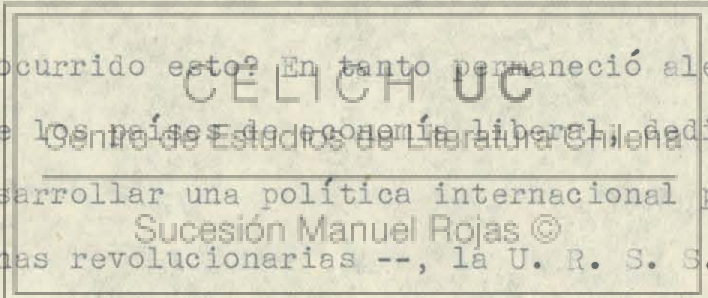 ocurrido esto? En tanto permaneció ale
CELICH UC
e los países de economía liberal, dedi
Centro de Estudios de Literatura Chilena
sarrollar una política internacional p
Sucesión Manuel Rojas ©
nas revolucionarias --, la U. R. S. S.